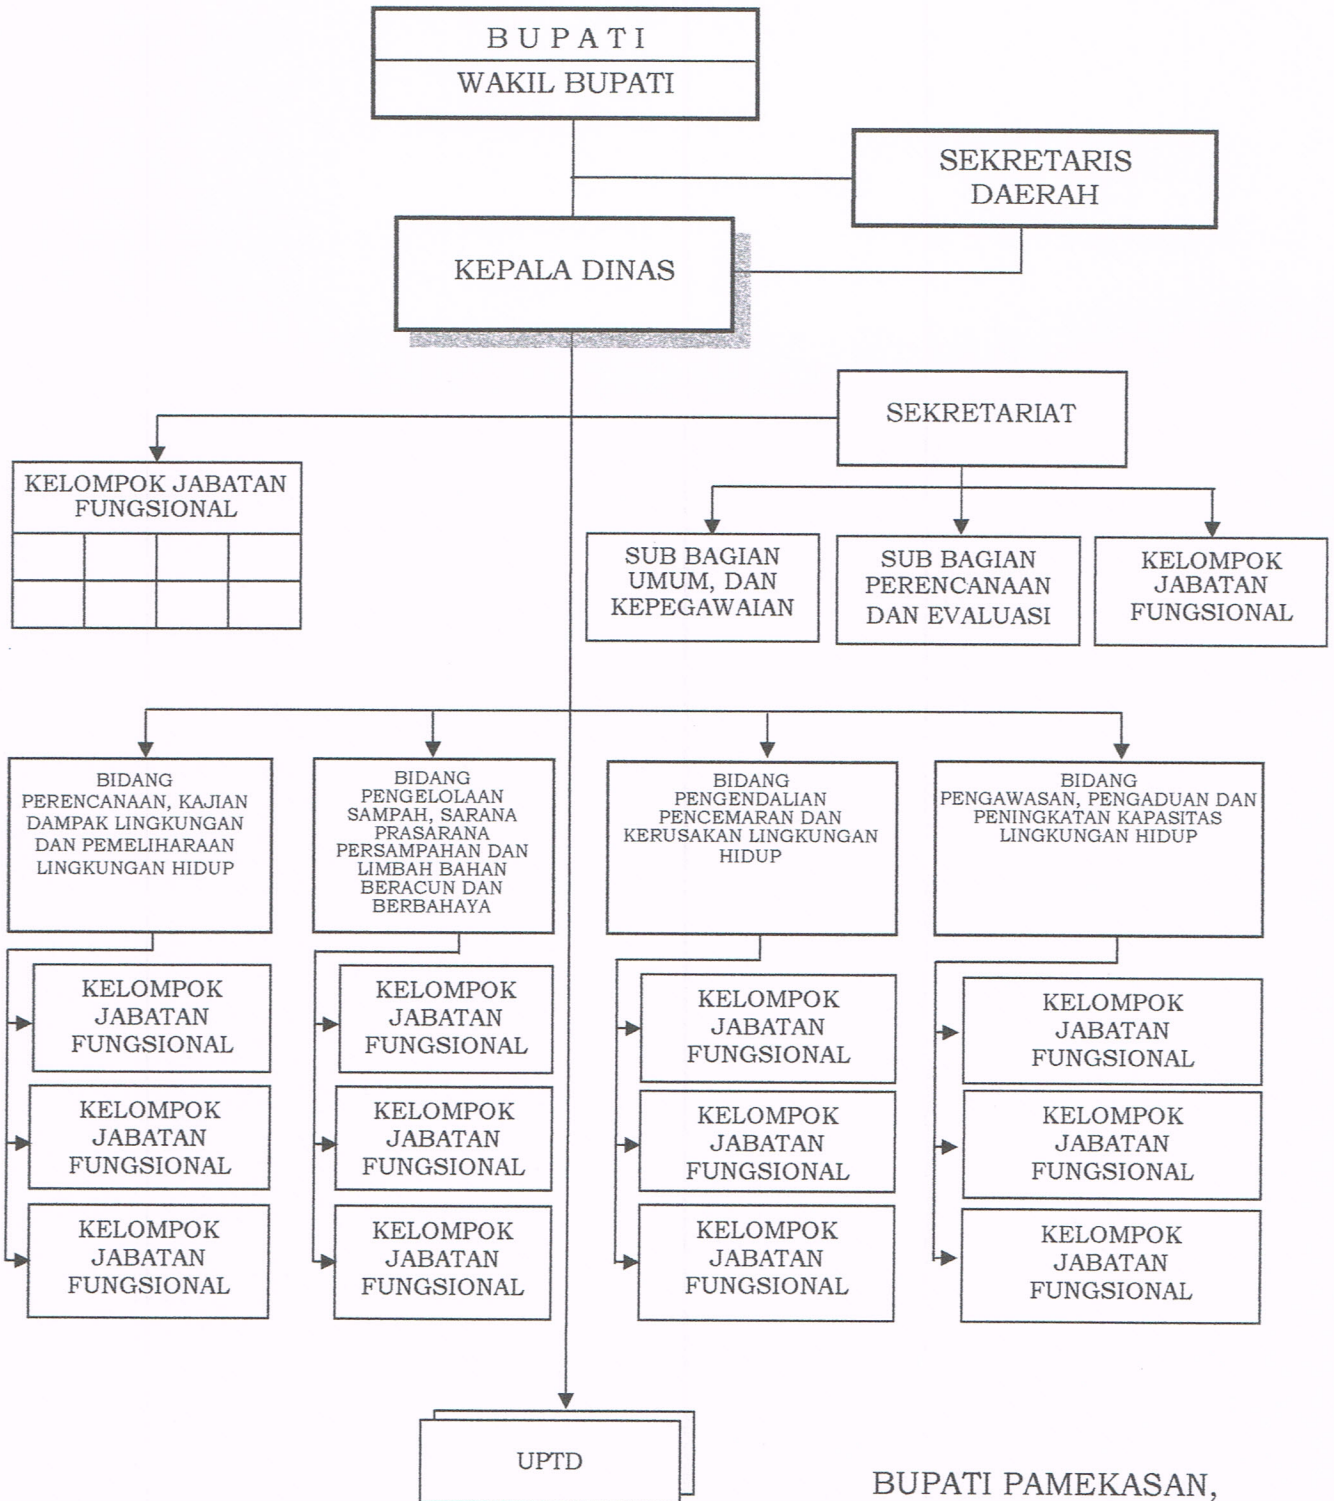 B U P A T I
WAKIL BUPATI
SEKRETARIS
DAERAH
KEPALA DINAS
SEKRETARIAT
KELOMPOK JABATAN
FUNGSIONAL
SUB BAGIAN
UMUM, DAN
KEPEGAWAIAN
SUB BAGIAN
PERENCANAAN
DAN EVALUASI
KELOMPOK
JABATAN
FUNGSIONAL
BIDANG
PERENCANAAN, KAJIAN
DAMPAK LINGKUNGAN
DAN PEMELIHARAAN
LINGKUNGAN HIDUP
BIDANG
PENGELOLAAN
SAMPAH, SARANA
PRASARANA
PERSAMPAHAN DAN
LIMBAH BAHAN
BERACUN DAN
BERBAHAYA
BIDANG
PENGENDALIAN
PENCEMARAN DAN
KERUSAKAN LINGKUNGAN
HIDUP
BIDANG
PENGAWASAN, PENGADUAN DAN
PENINGKATAN KAPASITAS
LINGKUNGAN HIDUP
KELOMPOK
JABATAN
FUNGSIONAL
KELOMPOK
JABATAN
FUNGSIONAL
KELOMPOK
JABATAN
FUNGSIONAL
KELOMPOK
JABATAN
FUNGSIONAL
KELOMPOK
JABATAN
FUNGSIONAL
KELOMPOK
JABATAN
FUNGSIONAL
KELOMPOK
JABATAN
FUNGSIONAL
KELOMPOK
JABATAN
FUNGSIONAL
KELOMPOK
JABATAN
FUNGSIONAL
KELOMPOK
JABATAN
FUNGSIONAL
KELOMPOK
JABATAN
FUNGSIONAL
KELOMPOK
JABATAN
FUNGSIONAL
UPTD
BUPATI PAMEKASAN,